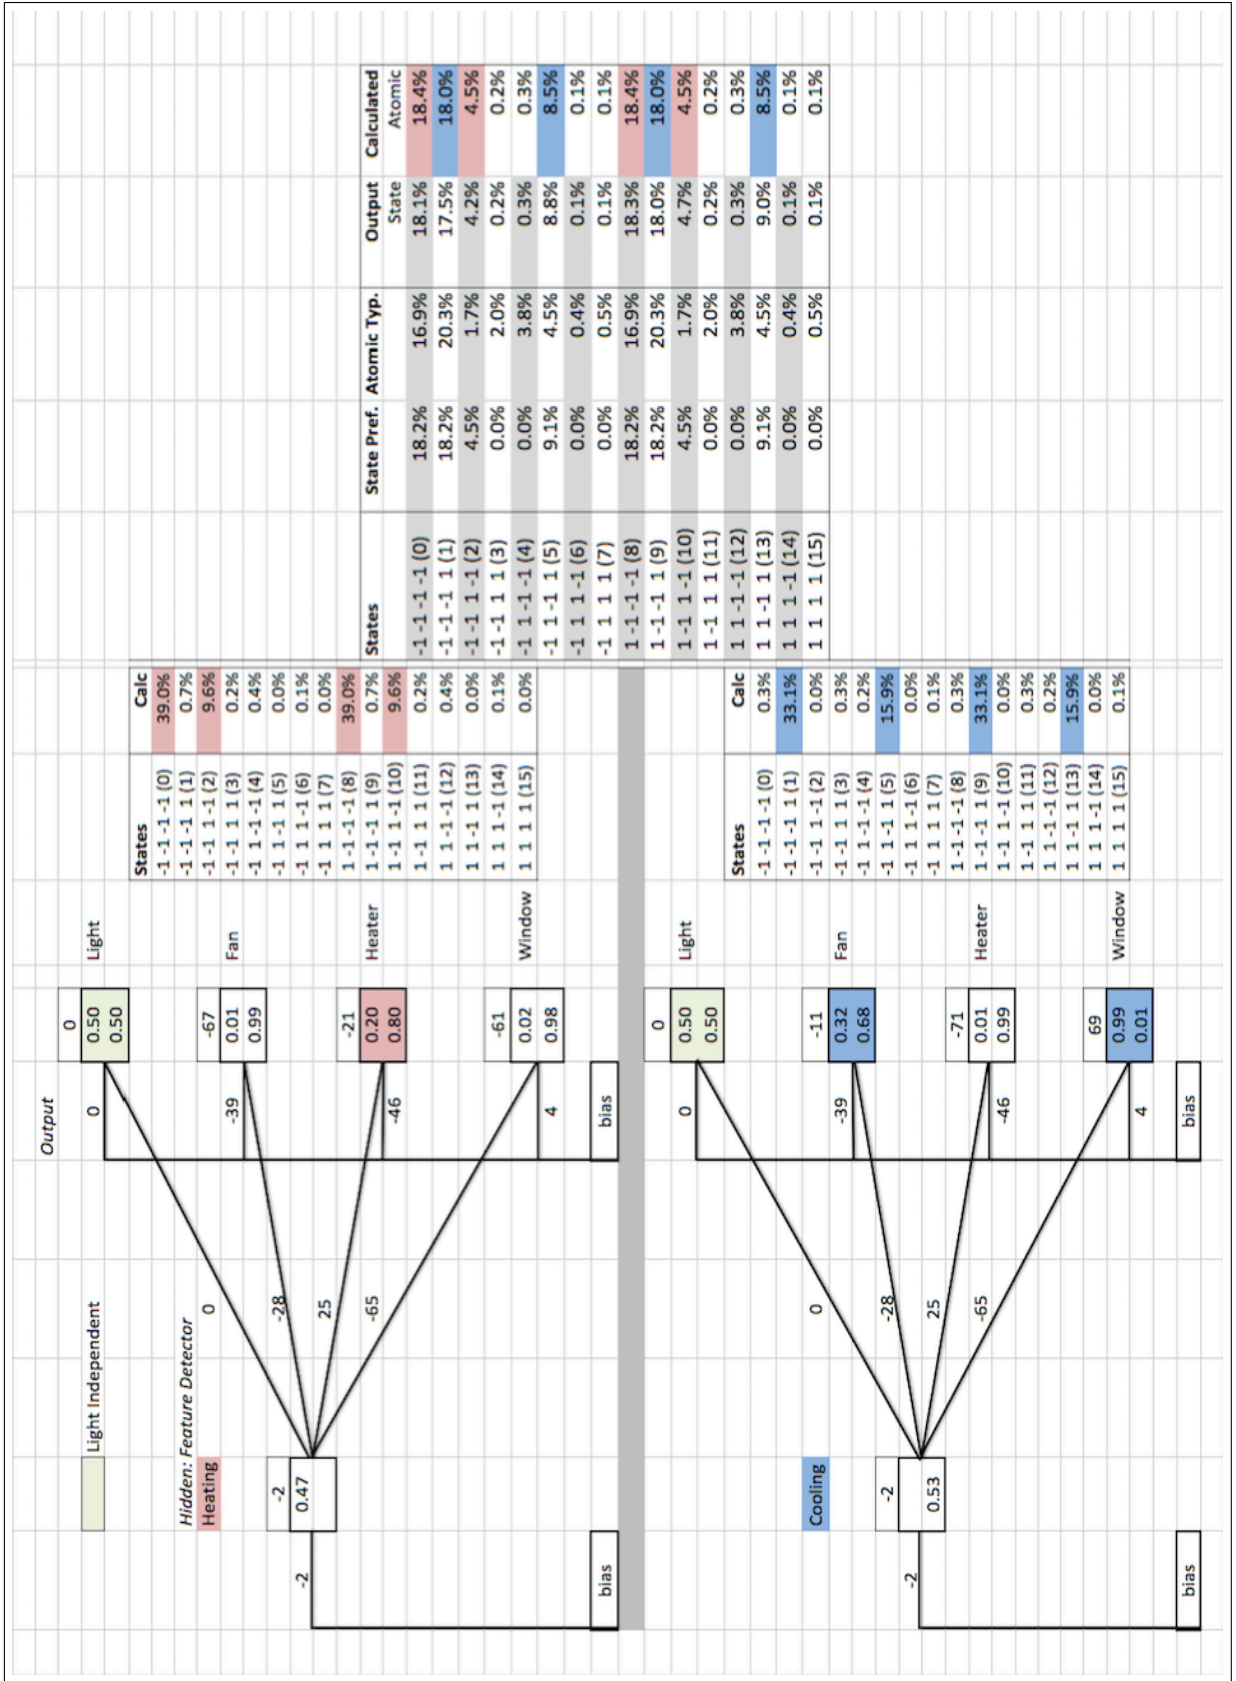 Output
Light Independent
0
0
0.50
0.50
Light
Hidden: Feature Detector
Heating
0
-39
-67
0.01
0.99
Fan
-2
0.47
-2
-28
25
-65
-46
-21
0.20
0.80
Heater
4
-61
0.02
0.98
Window
bias
bias
States Calc
-1 -1 -1 -1 (0) 39.0%
-1 -1 -1 1 (1) 0.7%
-1 -1 1 -1 (2) 9.6%
-1 -1 1 1 (3) 0.2%
-1 1 -1 -1 (4) 0.4%
-1 1 -1 1 (5) 0.0%
-1 1 1 -1 (6) 0.1%
-1 1 1 1 (7) 0.0%
1 -1 -1 -1 (8) 39.0%
1 -1 -1 1 (9) 0.7%
1 -1 1 -1 (10) 9.6%
1 -1 1 1 (11) 0.2%
1 1 -1 -1 (12) 0.4%
1 1 -1 1 (13) 0.0%
1 1 1 -1 (14) 0.1%
1 1 1 1 (15) 0.0%
States State Pref. Atomic Typ. Output Calculated
State Atomic
-1 -1 -1 -1 (0) 18.2% 16.9% 18.1% 18.4%
-1 -1 -1 1 (1) 18.2% 20.3% 17.5% 18.0%
-1 -1 1 -1 (2) 4.5% 1.7% 4.2% 4.5%
-1 -1 1 1 (3) 0.0% 2.0% 0.2% 0.2%
-1 1 -1 -1 (4) 0.0% 3.8% 0.3% 0.3%
-1 1 -1 1 (5) 9.1% 4.5% 8.8% 8.5%
-1 1 1 -1 (6) 0.0% 0.4% 0.1% 0.1%
-1 1 1 1 (7) 0.0% 0.5% 0.1% 0.1%
1 -1 -1 -1 (8) 18.2% 16.9% 18.3% 18.4%
1 -1 -1 1 (9) 18.2% 20.3% 18.0% 18.0%
1 -1 1 -1 (10) 4.5% 1.7% 4.7% 4.5%
1 -1 1 1 (11) 0.0% 2.0% 0.2% 0.2%
1 1 -1 -1 (12) 0.0% 3.8% 0.3% 0.3%
1 1 -1 1 (13) 9.1% 4.5% 9.0% 8.5%
1 1 1 -1 (14) 0.0% 0.4% 0.1% 0.1%
1 1 1 1 (15) 0.0% 0.5% 0.1% 0.1%
0
0
0.50
0.50
Light
Cooling
0
-39
-11
0.32
0.68
Fan
-2
0.53
-2
-28
25
-65
-46
-71
0.01
0.99
Heater
4
69
0.99
0.01
Window
bias
bias
States Calc
-1 -1 -1 -1 (0) 0.3%
-1 -1 -1 1 (1) 33.1%
-1 -1 1 -1 (2) 0.0%
-1 -1 1 1 (3) 0.3%
-1 1 -1 -1 (4) 0.2%
-1 1 -1 1 (5) 15.9%
-1 1 1 -1 (6) 0.0%
-1 1 1 1 (7) 0.1%
1 -1 -1 -1 (8) 0.3%
1 -1 -1 1 (9) 33.1%
1 -1 1 -1 (10) 0.0%
1 -1 1 1 (11) 0.3%
1 1 -1 -1 (12) 0.2%
1 1 -1 1 (13) 15.9%
1 1 1 -1 (14) 0.0%
1 1 1 1 (15) 0.1%